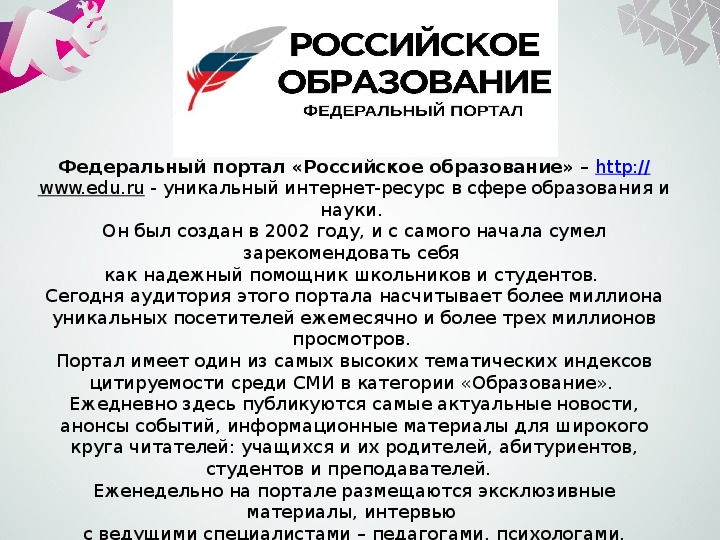 РОССИЙСКОЕ
ОБРАЗОВАНИЕ
ФЕДЕРАЛЬНЫЙ ПОРТАЛ
Федеральный портал «Российское образование» – http://
www.edu.ru - уникальный интернет-ресурс в сфере образования и
науки.
Он был создан в 2002 году, и с самого начала сумел
зарекомендовать себя
как надежный помощник школьников и студентов.
Сегодня аудитория этого портала насчитывает более миллиона
уникальных посетителей ежемесячно и более трех миллионов
просмотров.
Портал имеет один из самых высоких тематических индексов
цитируемости среди СМИ в категории «Образование».
Ежедневно здесь публикуются самые актуальные новости,
анонсы событий, информационные материалы для широкого
круга читателей: учащихся и их родителей, абитуриентов,
студентов и преподавателей.
Еженедельно на портале размещаются эксклюзивные
материалы, интервью
с ведущими специалистами – педагогами, психологами,